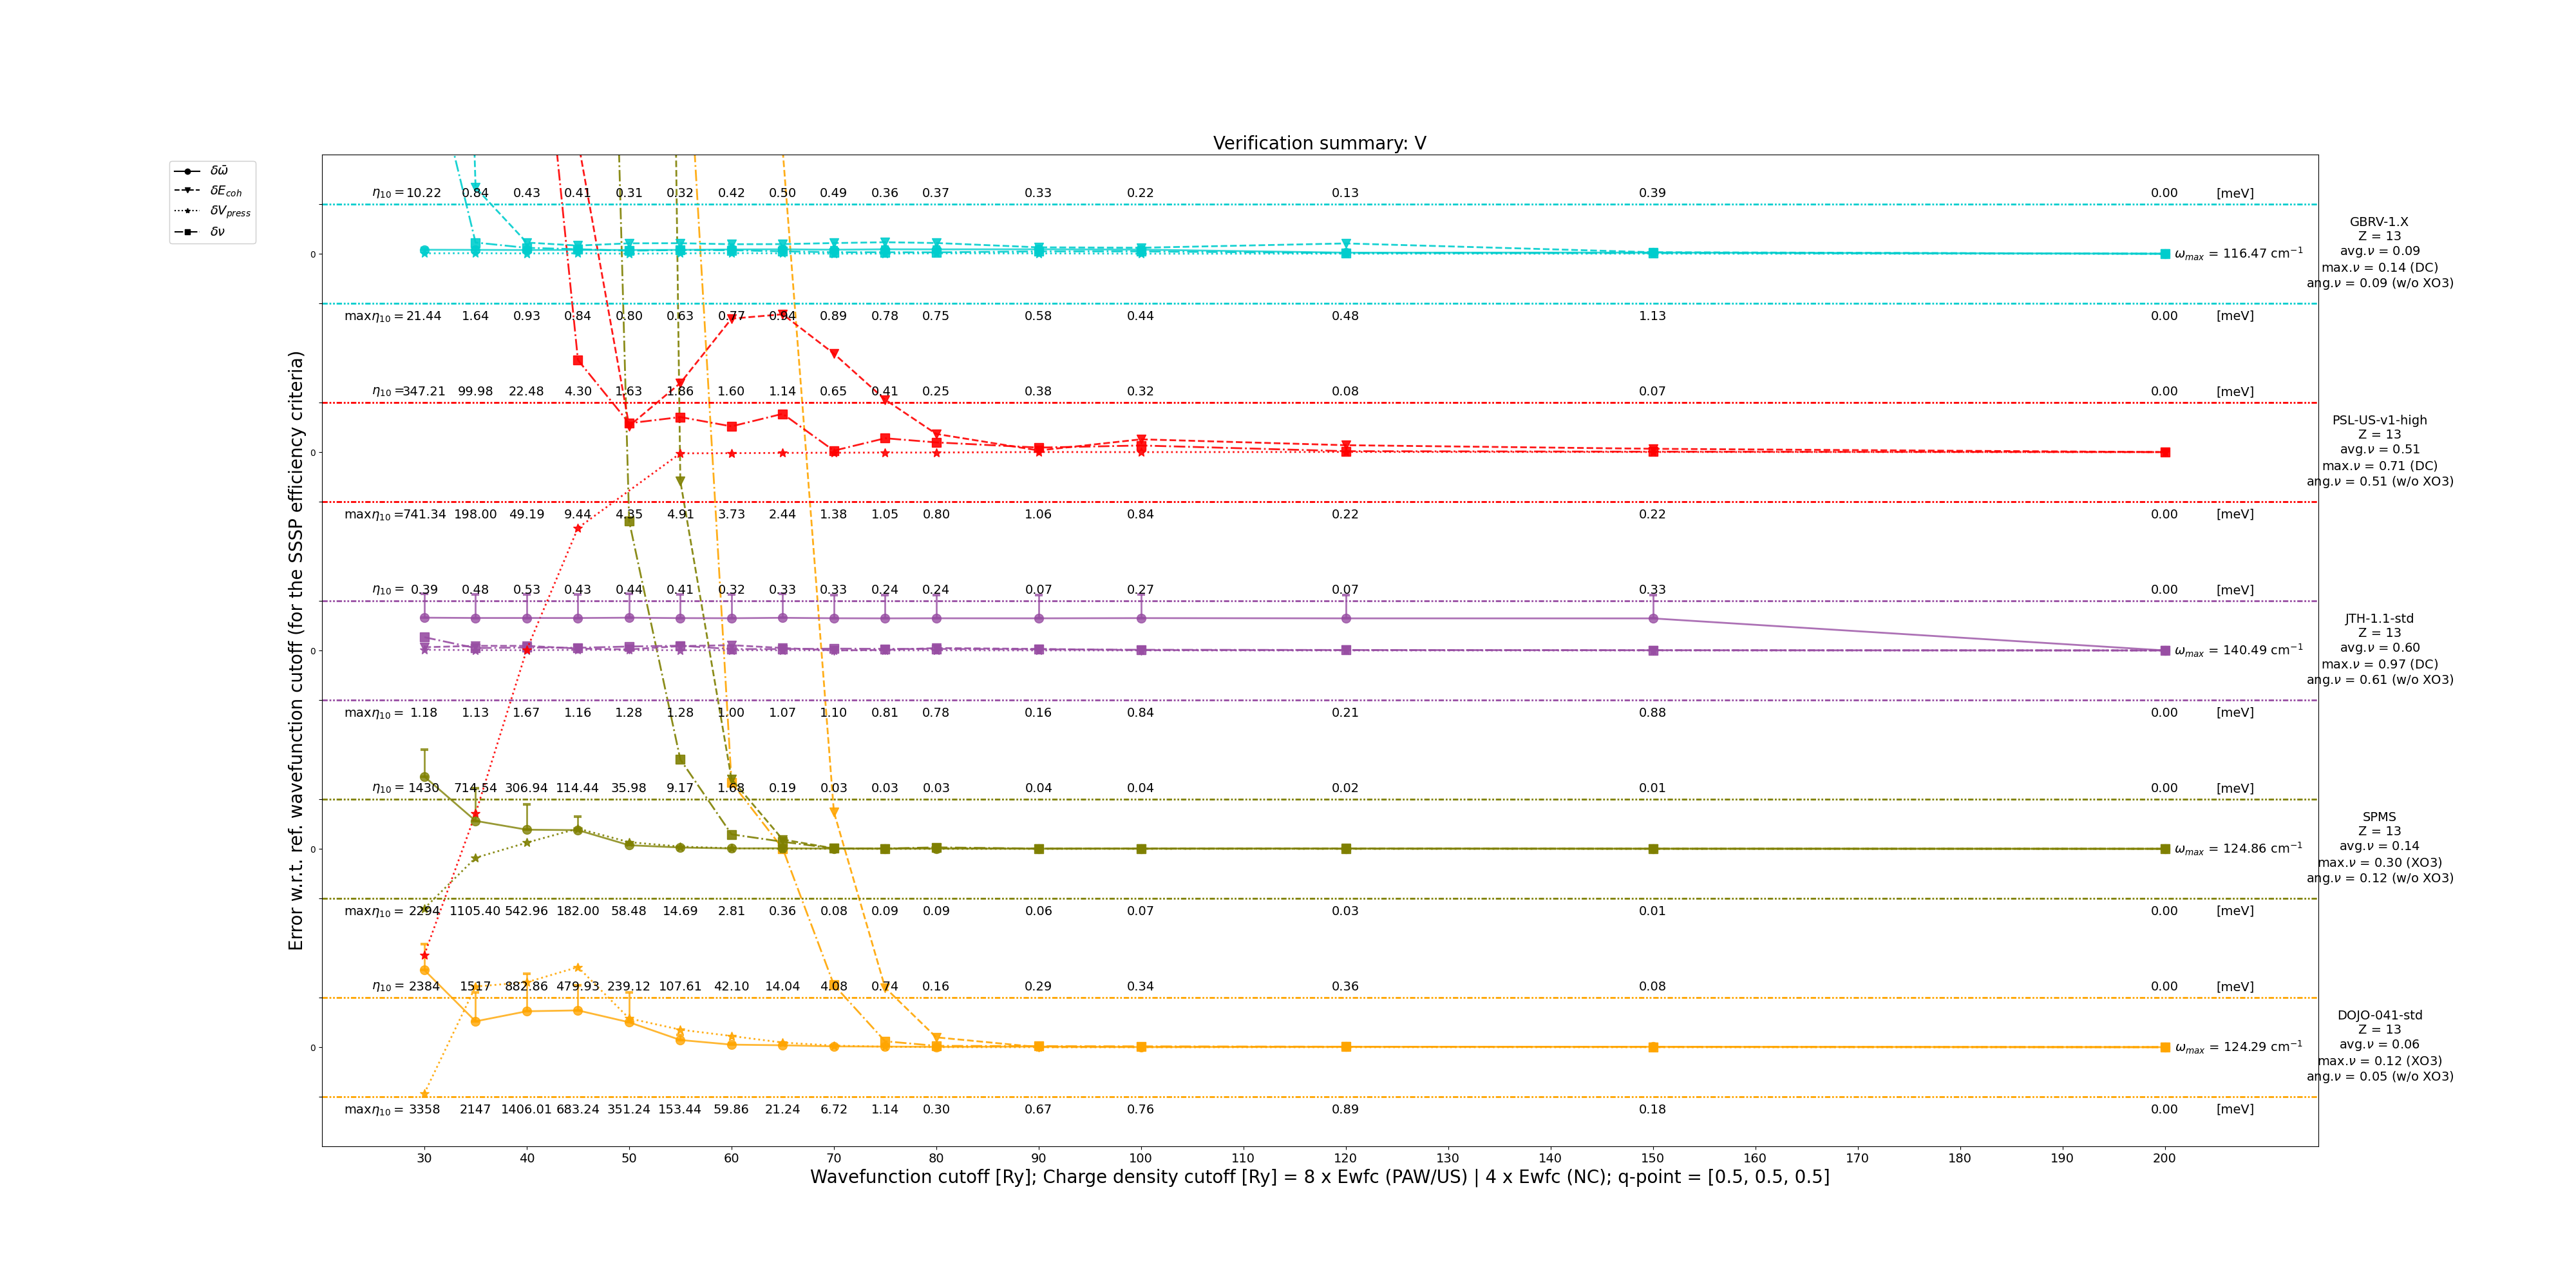 Verification summary: V
δω̄
δE_coh
δV_press
δν
η₁₀ = 10.22 0.84 0.43 0.41 0.31 0.32 0.42 0.50 0.49 0.36 0.37 0.33 0.22 0.13 0.39 0.00 [meV]
0
ω_max = 116.47 cm⁻¹
GBRV-1.X
Z = 13
avg.ν = 0.09
max.ν = 0.14 (DC)
ang.ν = 0.09 (w/o XO3)
maxη₁₀ = 21.44 1.64 0.93 0.84 0.80 0.63 0.77 0.94 0.89 0.78 0.75 0.58 0.44 0.48 1.13 0.00 [meV]
η₁₀ = 347.21 99.98 22.48 4.30 1.63 1.86 1.60 1.14 0.65 0.41 0.25 0.38 0.32 0.08 0.07 0.00 [meV]
0
PSL-US-v1-high
Z = 13
avg.ν = 0.51
max.ν = 0.71 (DC)
ang.ν = 0.51 (w/o XO3)
maxη₁₀ = 741.34 198.00 49.19 9.44 4.35 4.91 3.73 2.44 1.38 1.05 0.80 1.06 0.84 0.22 0.22 0.00 [meV]
η₁₀ = 0.39 0.48 0.53 0.43 0.44 0.41 0.32 0.33 0.33 0.24 0.24 0.07 0.27 0.07 0.33 0.00 [meV]
0
ω_max = 140.49 cm⁻¹
JTH-1.1-std
Z = 13
avg.ν = 0.60
max.ν = 0.97 (DC)
ang.ν = 0.61 (w/o XO3)
maxη₁₀ = 1.18 1.13 1.67 1.16 1.28 1.28 1.00 1.07 1.10 0.81 0.78 0.16 0.84 0.21 0.88 0.00 [meV]
η₁₀ = 1430 714.54 306.94 114.44 35.98 9.17 1.68 0.19 0.03 0.03 0.03 0.04 0.04 0.02 0.01 0.00 [meV]
0
ω_max = 124.86 cm⁻¹
SPMS
Z = 13
avg.ν = 0.14
max.ν = 0.30 (XO3)
ang.ν = 0.12 (w/o XO3)
maxη₁₀ = 2294 1105.40 542.96 182.00 58.48 14.69 2.81 0.36 0.08 0.09 0.09 0.06 0.07 0.03 0.01 0.00 [meV]
η₁₀ = 2384 1517 882.86 479.93 239.12 107.61 42.10 14.04 4.08 0.74 0.16 0.29 0.34 0.36 0.08 0.00 [meV]
0
ω_max = 124.29 cm⁻¹
DOJO-041-std
Z = 13
avg.ν = 0.06
max.ν = 0.12 (XO3)
ang.ν = 0.05 (w/o XO3)
maxη₁₀ = 3358 2147 1406.01 683.24 351.24 153.44 59.86 21.24 6.72 1.14 0.30 0.67 0.76 0.89 0.18 0.00 [meV]
Error w.r.t. ref. wavefunction cutoff (for the SSSP efficiency criteria)
30 40 50 60 70 80 90 100 110 120 130 140 150 160 170 180 190 200
Wavefunction cutoff [Ry]; Charge density cutoff [Ry] = 8 x Ewfc (PAW/US) | 4 x Ewfc (NC); q-point = [0.5, 0.5, 0.5]